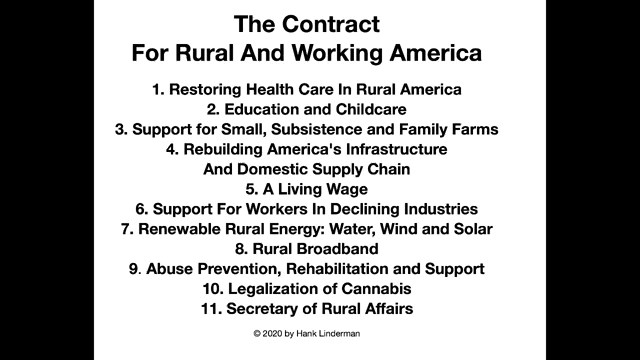 The Contract
For Rural And Working America
1. Restoring Health Care In Rural America
2. Education and Childcare
3. Support for Small, Subsistence and Family Farms
4. Rebuilding America's Infrastructure
And Domestic Supply Chain
5. A Living Wage
6. Support For Workers In Declining Industries
7. Renewable Rural Energy: Water, Wind and Solar
8. Rural Broadband
9. Abuse Prevention, Rehabilitation and Support
10. Legalization of Cannabis
11. Secretary of Rural Affairs
© 2020 by Hank Linderman